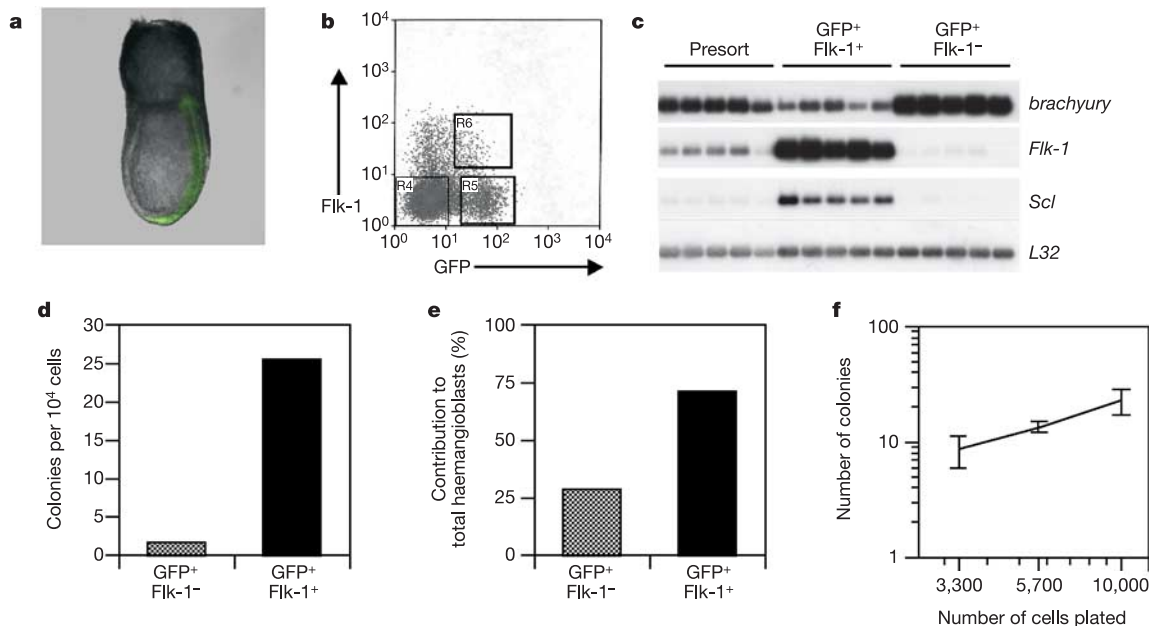 a
b
10⁴
10³
10²
10¹
10⁰
Flk-1
R6
R4
R5
10⁰ 10¹ 10² 10³ 10⁴
GFP
c
Presort
GFP⁺
Flk-1⁺
GFP⁺
Flk-1⁻
brachyury
Flk-1
Scl
L32
d
Colonies per 10⁴ cells
30
25
20
15
10
5
0
GFP⁺
Flk-1⁻
GFP⁺
Flk-1⁺
e
Contribution to
total haemangioblasts (%)
100
75
50
25
0
GFP⁺
Flk-1⁻
GFP⁺
Flk-1⁺
f
Number of colonies
100
10
1
3,300 5,700 10,000
Number of cells plated